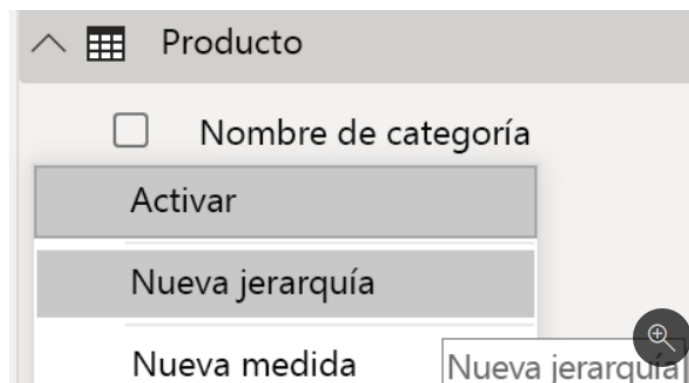 Producto
Nombre de categoría
Activar
Nueva jerarquía
Nueva medida
Nueva jerarquía